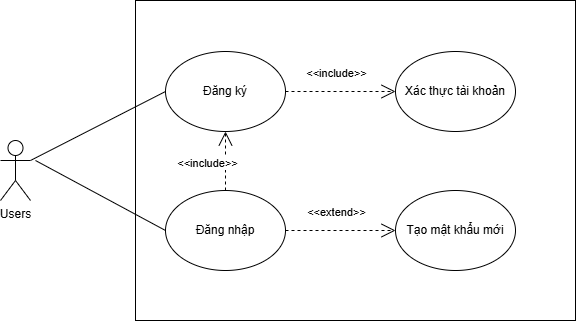 <<include>>
Đăng ký
Xác thực tài khoản
<<include>>
Users
<<extend>>
Đăng nhập
Tạo mật khẩu mới